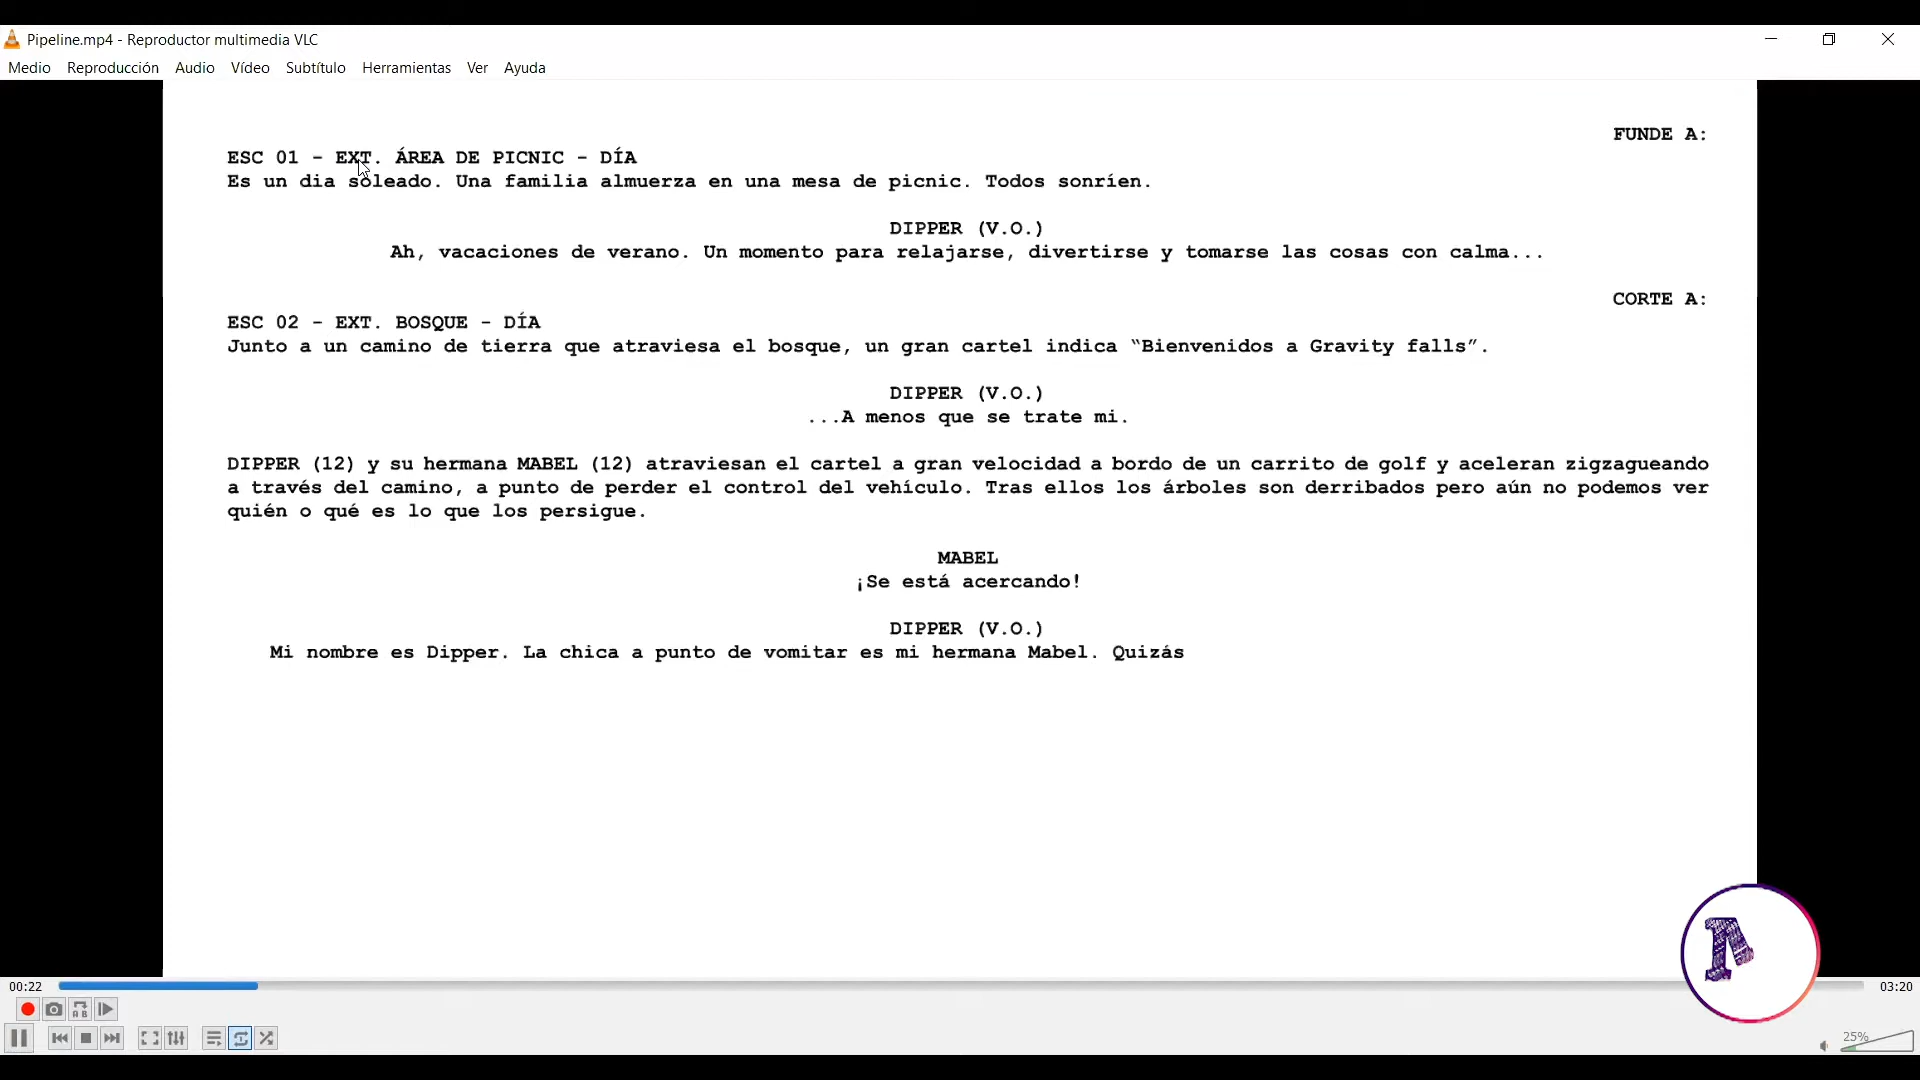 Pipeline.mp4 - Reproductor multimedia VLC
Medio Reproducción Audio Vídeo Subtítulo Herramientas Ver Ayuda
FUNDE A:
ESC 01 - EXT. ÁREA DE PICNIC - DÍA
Es un dia soleado. Una familia almuerza en una mesa de picnic. Todos sonríen.
DIPPER (V.O.)
Ah, vacaciones de verano. Un momento para relajarse, divertirse y tomarse las cosas con calma...
CORTE A:
ESC 02 - EXT. BOSQUE - DÍA
Junto a un camino de tierra que atraviesa el bosque, un gran cartel indica “Bienvenidos a Gravity falls”.
DIPPER (V.O.)
...A menos que se trate mi.
DIPPER (12) y su hermana MABEL (12) atraviesan el cartel a gran velocidad a bordo de un carrito de golf y aceleran zigzagueando
a través del camino, a punto de perder el control del vehículo. Tras ellos los árboles son derribados pero aún no podemos ver
quién o qué es lo que los persigue.
MABEL
¡Se está acercando!
DIPPER (V.O.)
Mi nombre es Dipper. La chica a punto de vomitar es mi hermana Mabel. Quizás
00:22
03:20
25%